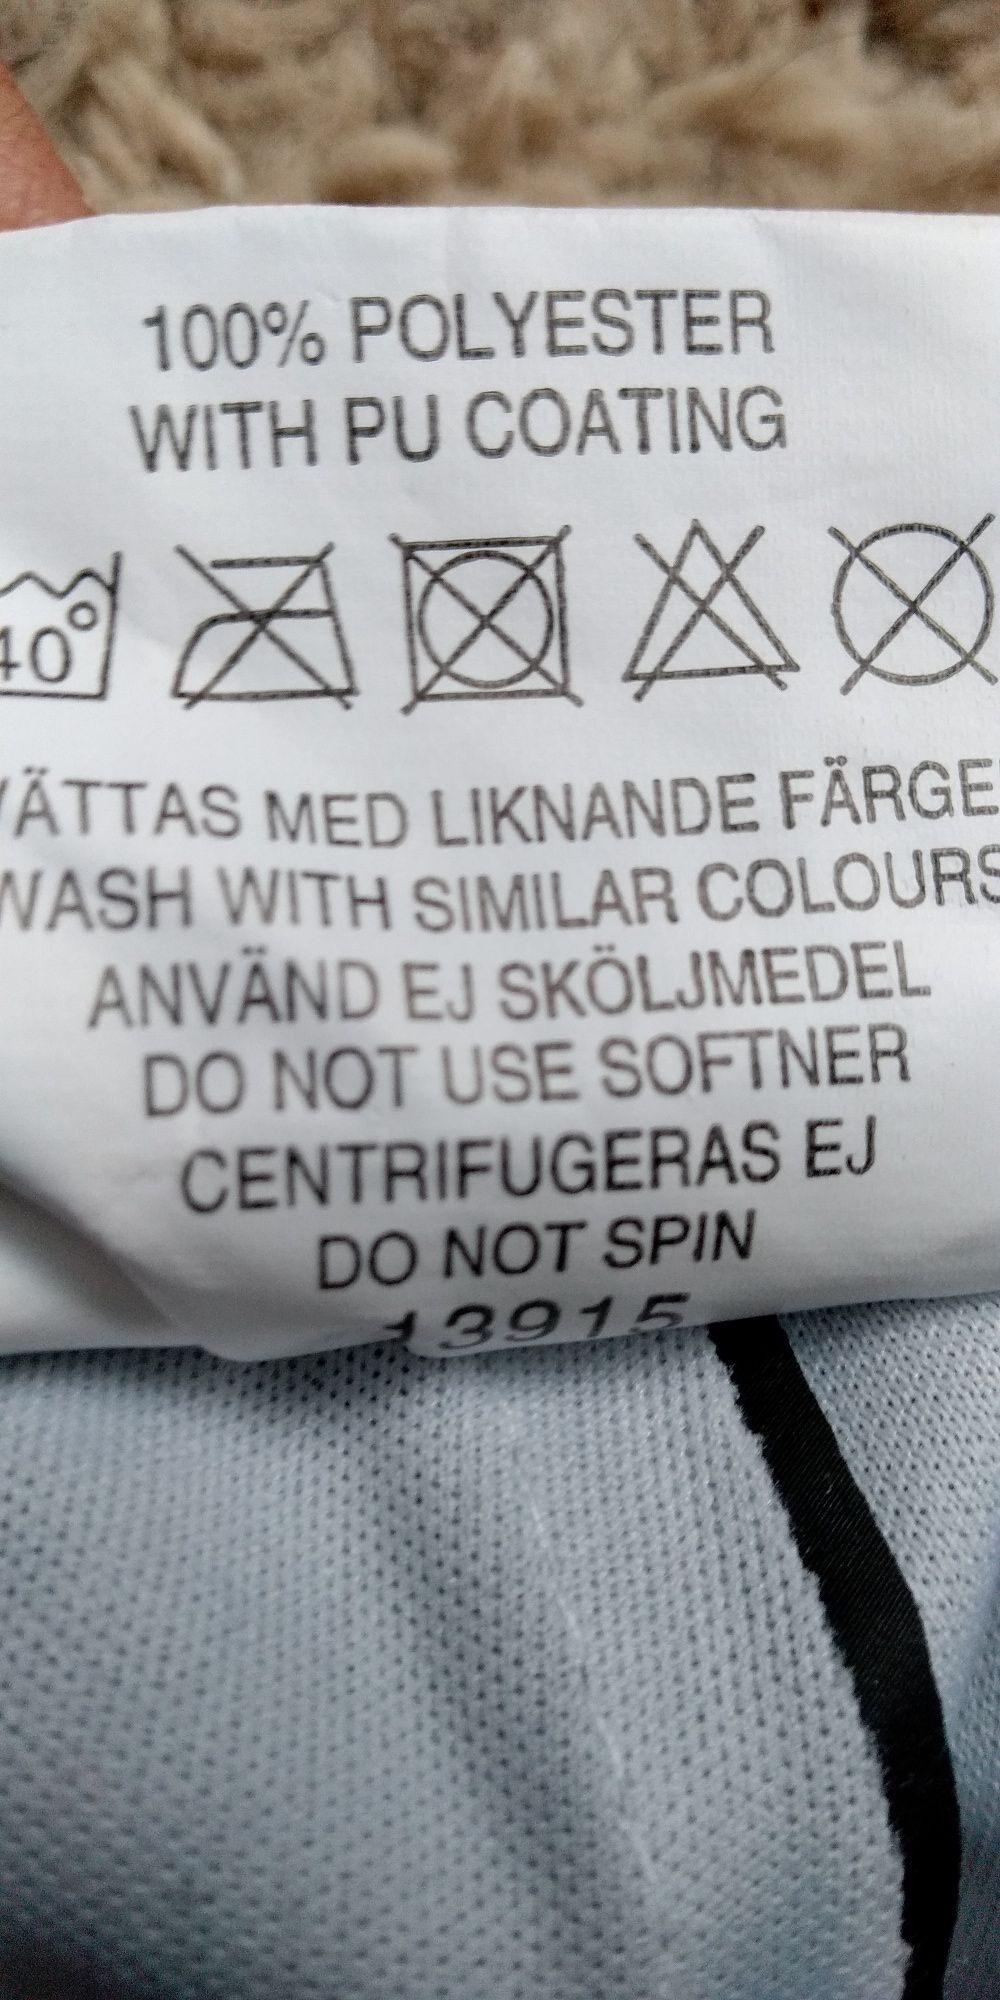 100% POLYESTER
WITH PU COATING
40°
VÄTTAS MED LIKNANDE FÄRGE
WASH WITH SIMILAR COLOURS
ANVÄND EJ SKÖLJMEDEL
DO NOT USE SOFTNER
CENTRIFUGERAS EJ
DO NOT SPIN
13915